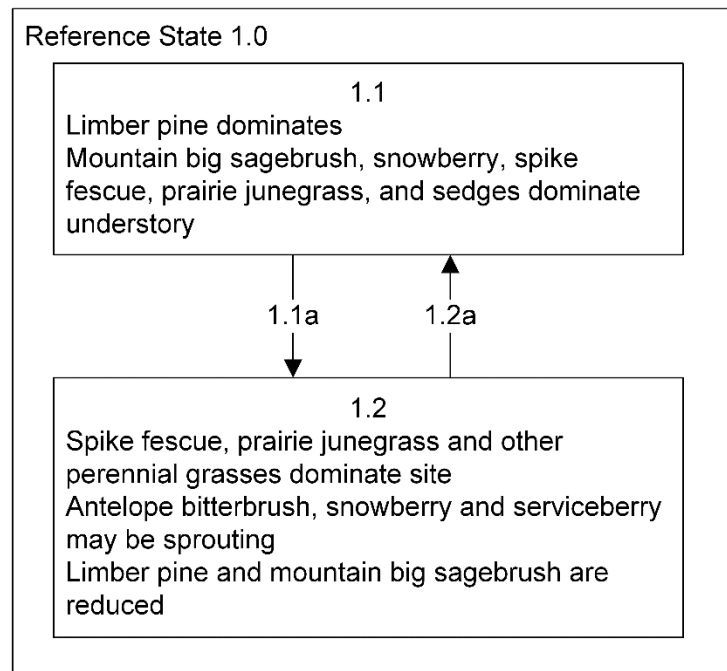 Reference State 1.0
1.1
Limber pine dominates
Mountain big sagebrush, snowberry, spike
fescue, prairie junegrass, and sedges dominate
understory
1.1a
1.2a
1.2
Spike fescue, prairie junegrass and other
perennial grasses dominate site
Antelope bitterbrush, snowberry and serviceberry
may be sprouting
Limber pine and mountain big sagebrush are
reduced